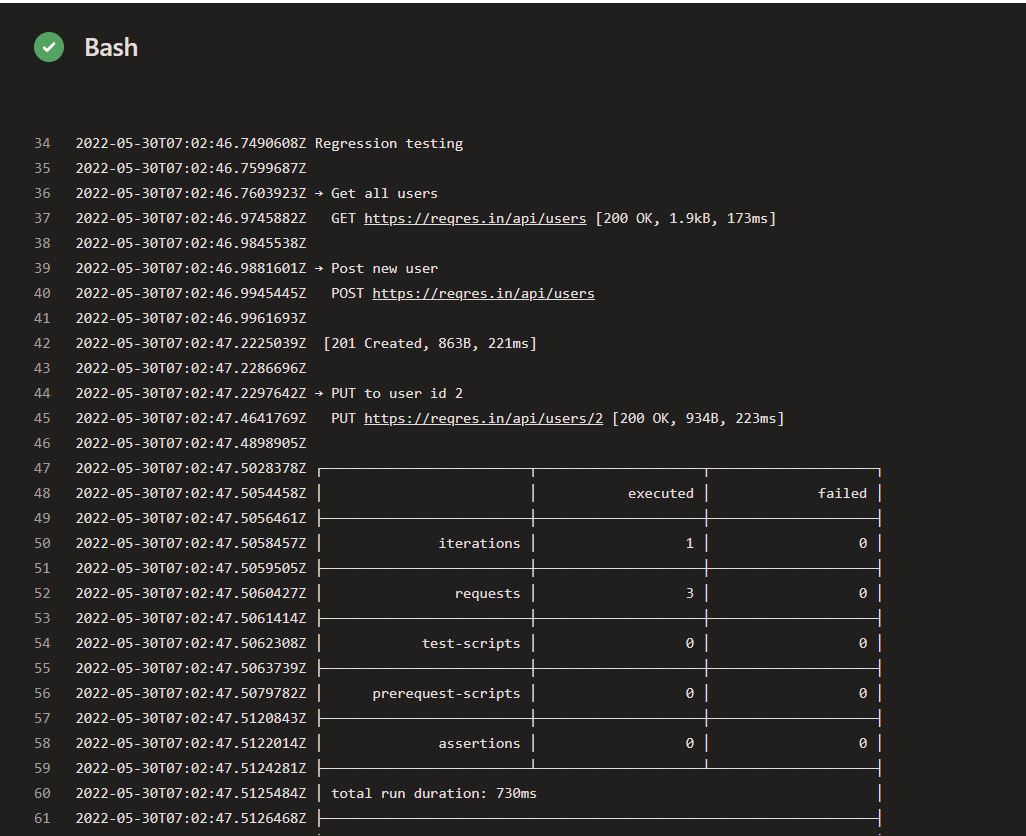 Bash
34 2022-05-30T07:02:46.7490608Z Regression testing
35 2022-05-30T07:02:46.7599687Z
36 2022-05-30T07:02:46.7603923Z → Get all users
37 2022-05-30T07:02:46.9745882Z   GET https://reqres.in/api/users [200 OK, 1.9kB, 173ms]
38 2022-05-30T07:02:46.9845538Z
39 2022-05-30T07:02:46.9881601Z → Post new user
40 2022-05-30T07:02:46.9945445Z   POST https://reqres.in/api/users
41 2022-05-30T07:02:46.9961693Z
42 2022-05-30T07:02:47.2225039Z  [201 Created, 863B, 221ms]
43 2022-05-30T07:02:47.2286696Z
44 2022-05-30T07:02:47.2297642Z → PUT to user id 2
45 2022-05-30T07:02:47.4641769Z   PUT https://reqres.in/api/users/2 [200 OK, 934B, 223ms]
46 2022-05-30T07:02:47.4898905Z
47 2022-05-30T07:02:47.5028378Z
48 2022-05-30T07:02:47.5054458Z executed failed
49 2022-05-30T07:02:47.5056461Z
50 2022-05-30T07:02:47.5058457Z iterations 1 0
51 2022-05-30T07:02:47.5059505Z
52 2022-05-30T07:02:47.5060427Z requests 3 0
53 2022-05-30T07:02:47.5061414Z
54 2022-05-30T07:02:47.5062308Z test-scripts 0 0
55 2022-05-30T07:02:47.5063739Z
56 2022-05-30T07:02:47.5079782Z prerequest-scripts 0 0
57 2022-05-30T07:02:47.5120843Z
58 2022-05-30T07:02:47.5122014Z assertions 0 0
59 2022-05-30T07:02:47.5124281Z
60 2022-05-30T07:02:47.5125484Z total run duration: 730ms
61 2022-05-30T07:02:47.5126468Z